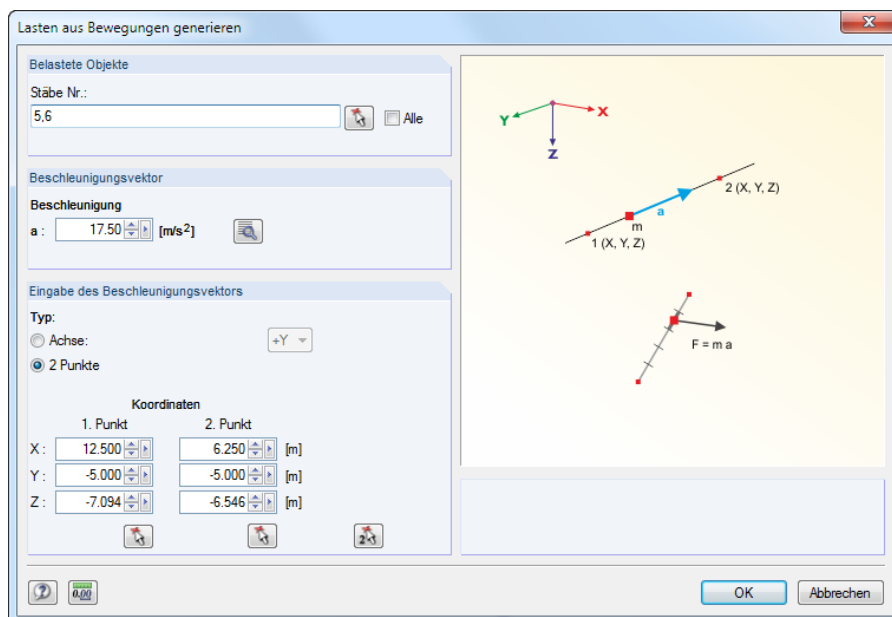 Lasten aus Bewegungen generieren
Belastete Objekte
Stäbe Nr.:
5,6
Alle
Beschleunigungsvektor
Beschleunigung
a : 17.50 [m/s²]
Eingabe des Beschleunigungsvektors
Typ:
Achse: +Y
2 Punkte
Koordinaten
1. Punkt 2. Punkt
X : 12.500 6.250 [m]
Y : -5.000 -5.000 [m]
Z : -7.094 -6.546 [m]
2
0.00
X
Y
Z
2 (X, Y, Z)
a
m
1 (X, Y, Z)
F = m a
OK Abbrechen